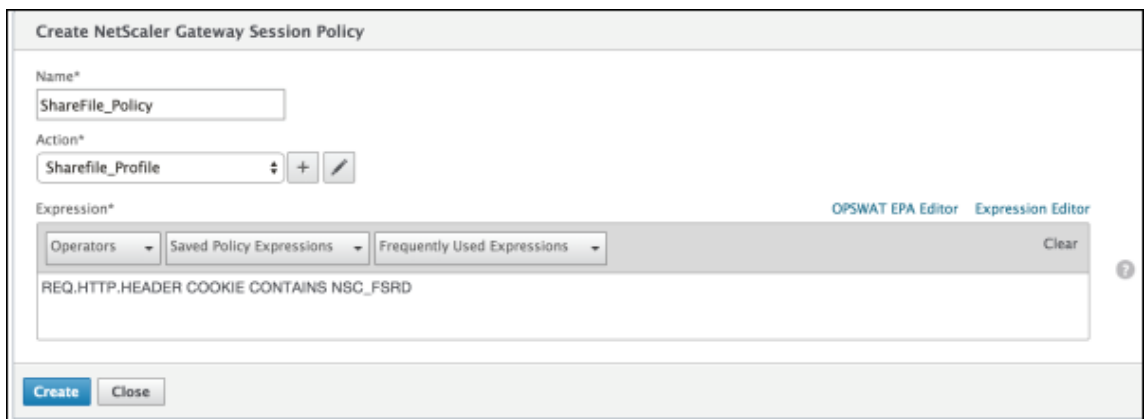 Create NetScaler Gateway Session Policy
Name*
ShareFile_Policy
Action*
Sharefile_Profile +
Expression* OPSWAT EPA Editor Expression Editor
Operators Saved Policy Expressions Frequently Used Expressions Clear
?
REQ.HTTP.HEADER COOKIE CONTAINS NSC_FSRD
Create Close